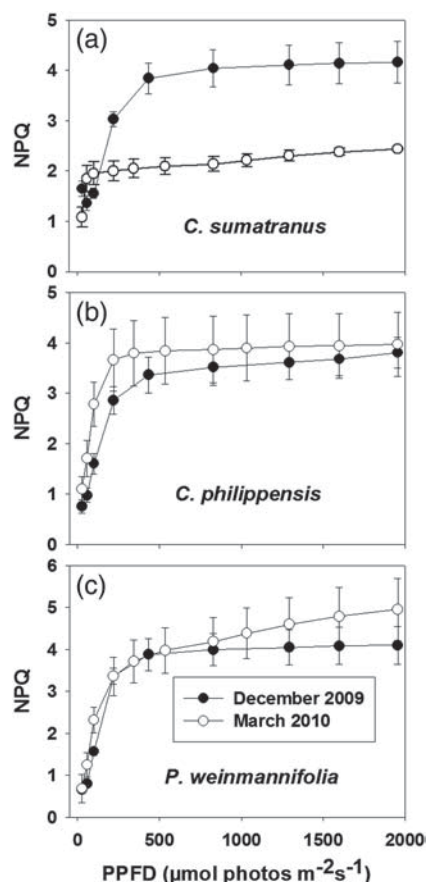 (a)
5
4
3
2
1
0
NPQ
C. sumatranus
(b)
5
4
3
2
1
0
NPQ
C. philippensis
(c)
6
5
4
3
2
1
0
NPQ
December 2009
March 2010
P. weinmannifolia
0 500 1000 1500 2000
PPFD (µmol photos m-2s-1)